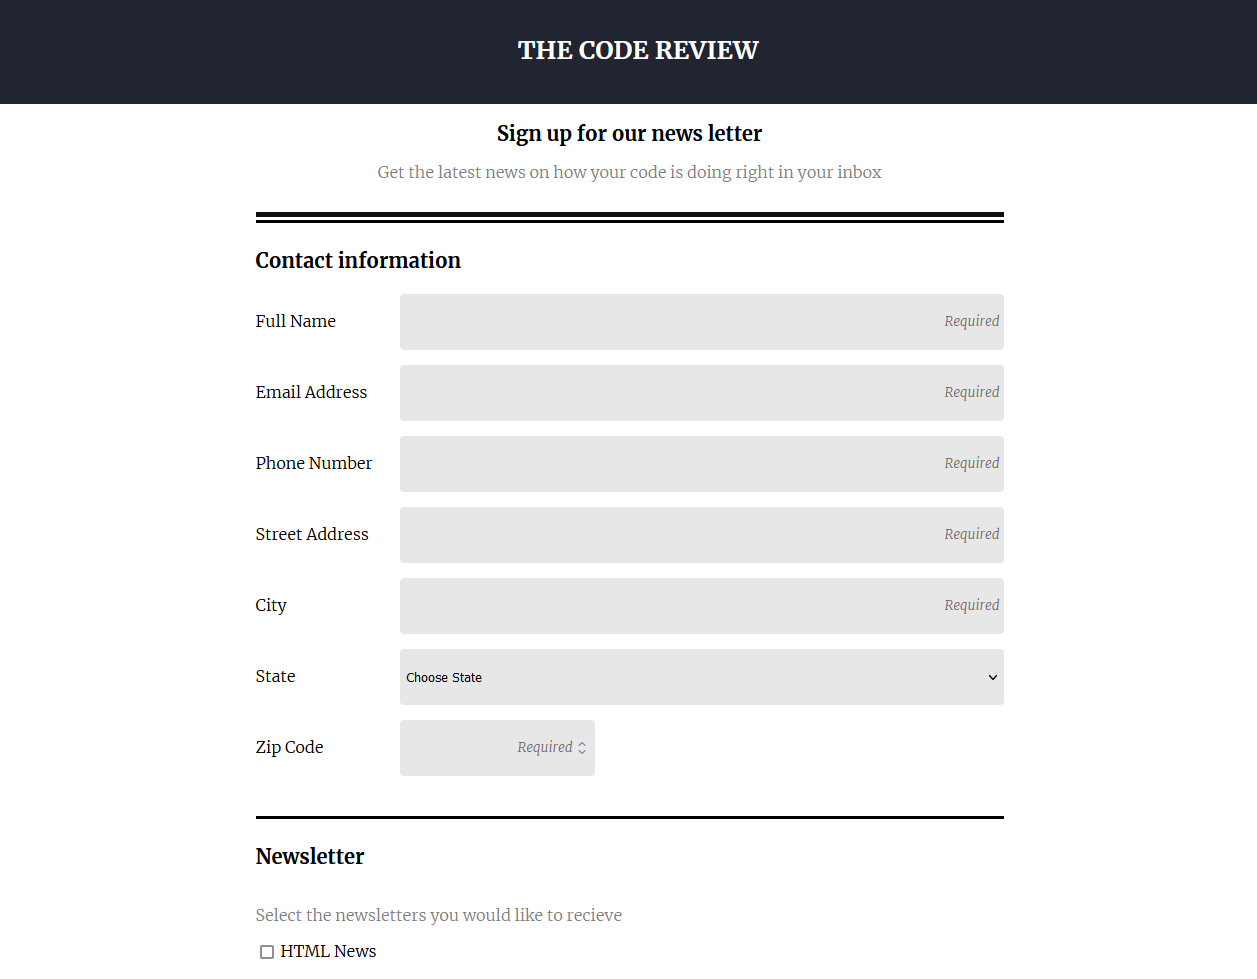 THE CODE REVIEW
Sign up for our news letter
Get the latest news on how your code is doing right in your inbox
Contact information
Full Name Required
Email Address Required
Phone Number Required
Street Address Required
City Required
State Choose State
Zip Code Required
Newsletter
Select the newsletters you would like to recieve
HTML News